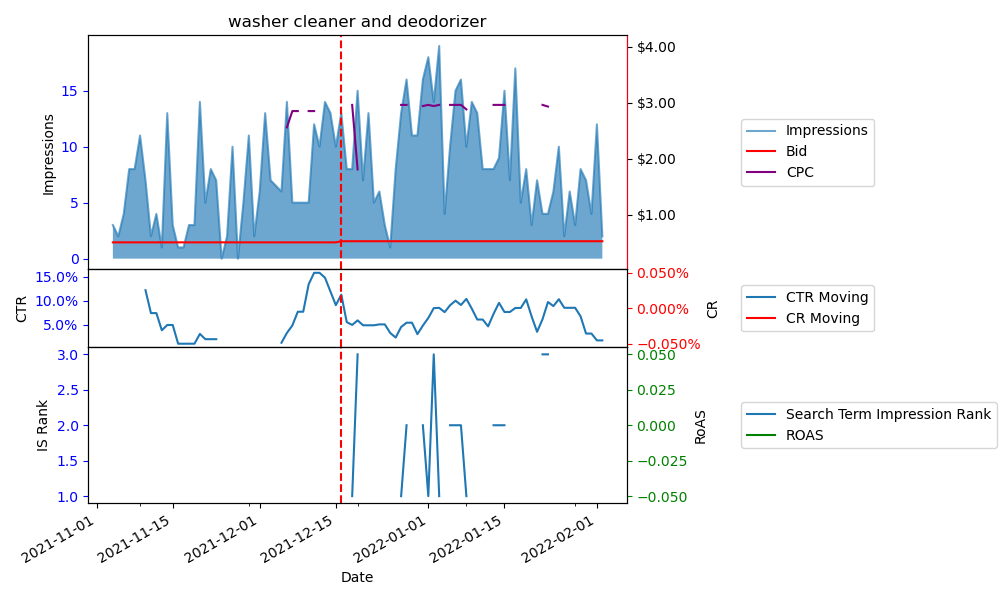 washer cleaner and deodorizer
Impressions
15
10
5
0
$4.00
$3.00
$2.00
$1.00
Impressions
Bid
CPC
CTR
15.0%
10.0%
5.0%
0.050%
0.000%
−0.050%
CR
CTR Moving
CR Moving
IS Rank
3.0
2.5
2.0
1.5
1.0
0.050
0.025
0.000
−0.025
−0.050
RoAS
Search Term Impression Rank
ROAS
2021-11-01
2021-11-15
2021-12-01
2021-12-15
2022-01-01
2022-01-15
2022-02-01
Date